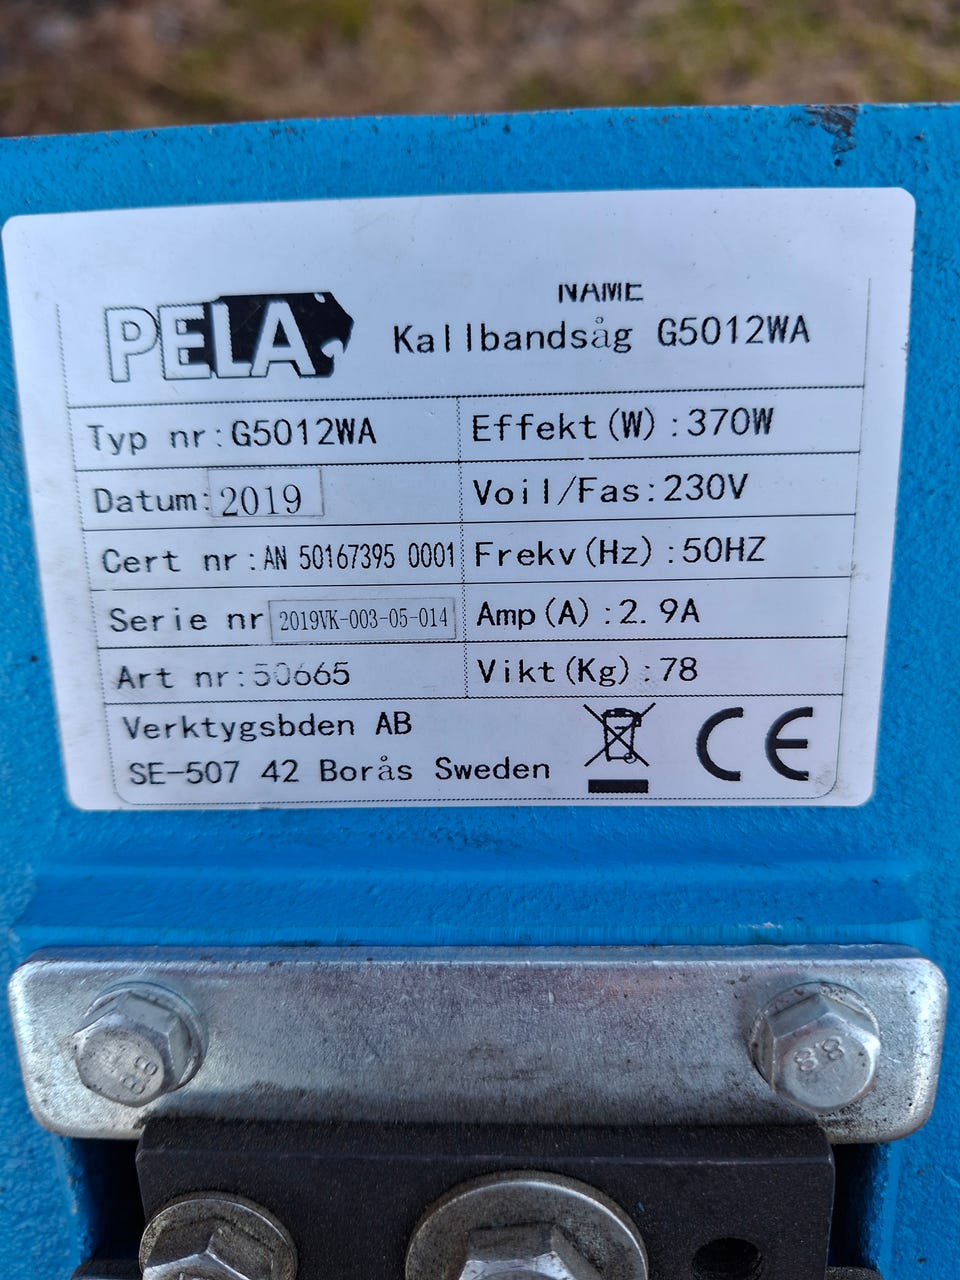 NAME
PELA
Kallbandsåg G5012WA
Typ nr:G5012WA
Effekt(W):370W
Datum:2019
Voil/Fas:230V
Cert nr:AN 50167395 0001
Frekv(Hz):50HZ
Serie nr 2019VK-003-05-014
Amp(A):2.9A
Art nr:50665
Vikt(Kg):78
Verktygsbden AB
SE-507 42 Borås Sweden
CE
8.8
8.8